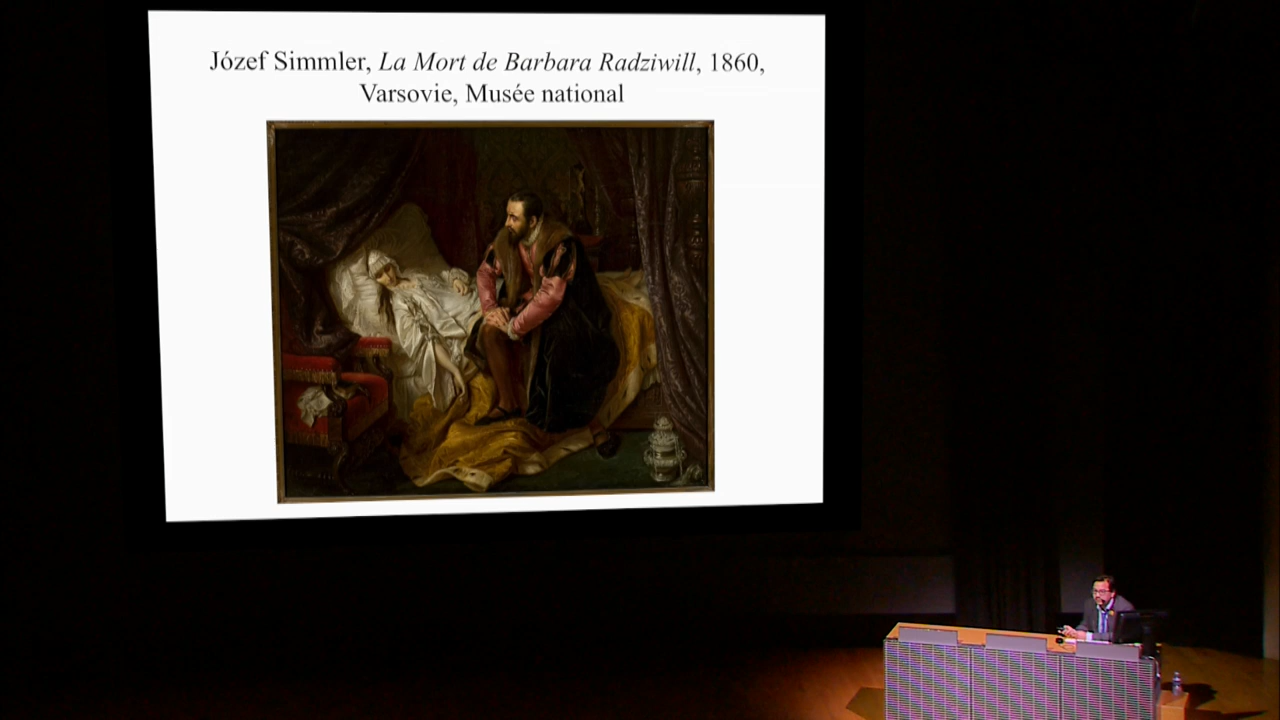 Józef Simmler, La Mort de Barbara Radziwill, 1860,
Varsovie, Musée national